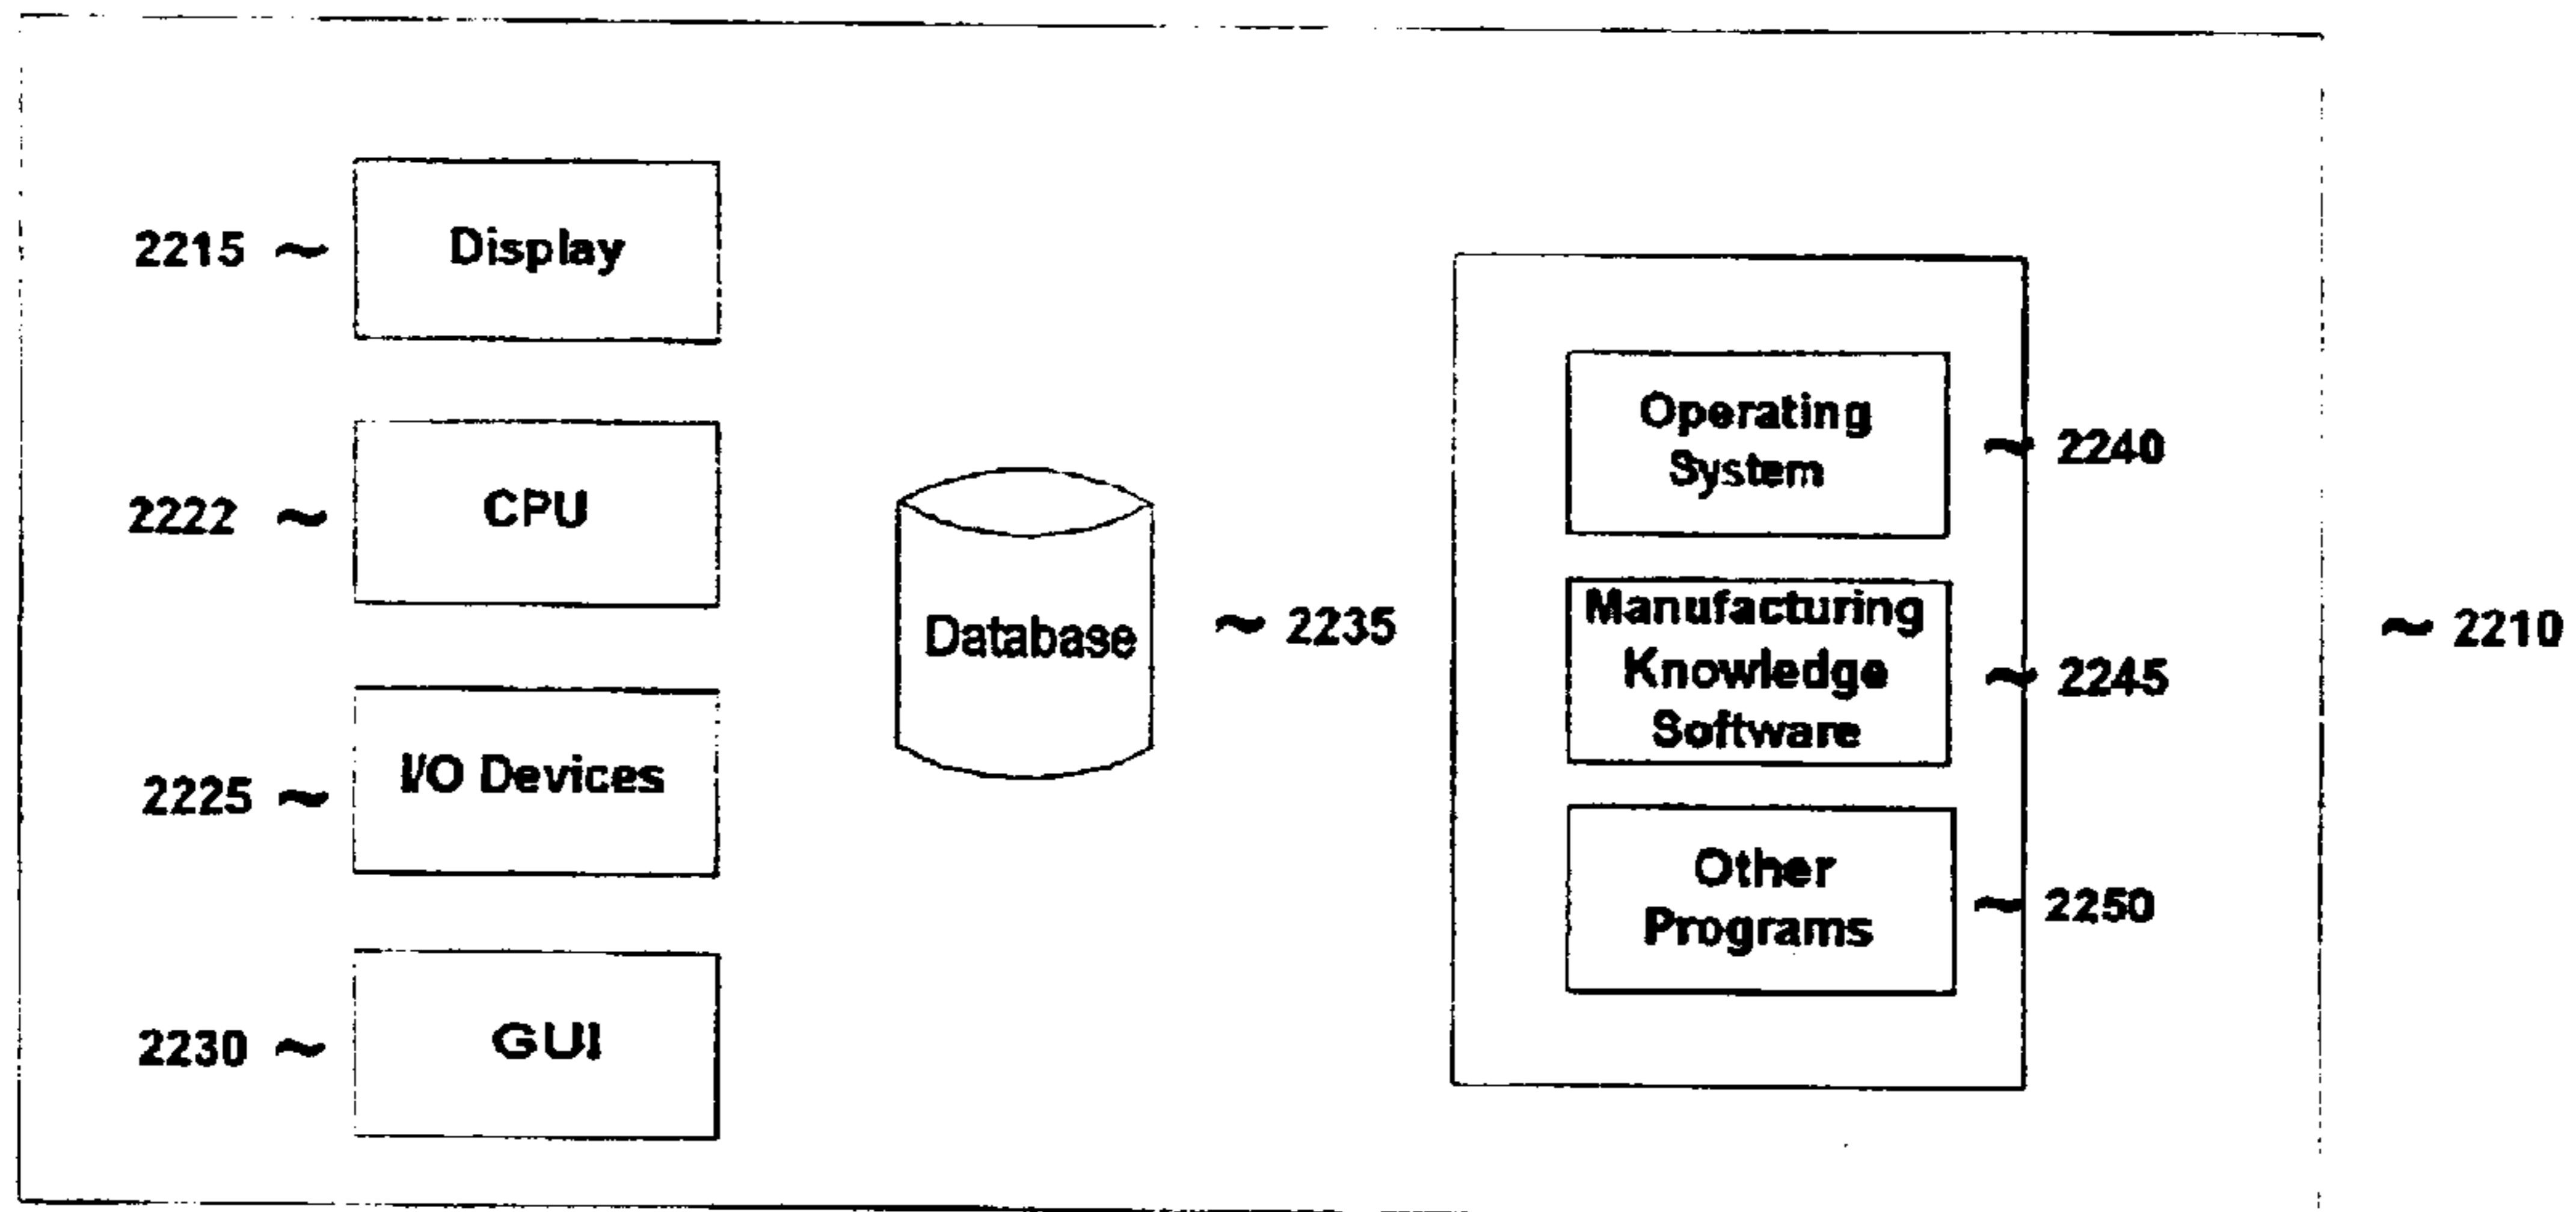 2215 ~ Display
2222 ~ CPU
2225 ~ I/O Devices
2230 ~ GUI
Database ~ 2235
Operating
System
~ 2240
Manufacturing
Knowledge
Software
~ 2245
Other
Programs
~ 2250
~ 2210